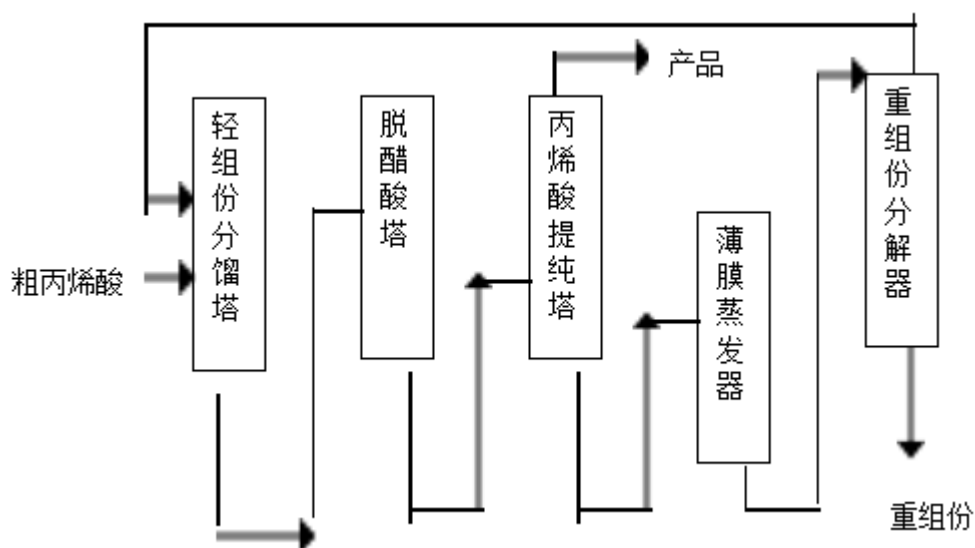 产品
轻组份分馏塔
脱醋酸塔
丙烯酸提纯塔
薄膜蒸发器
重组份分解器
粗丙烯酸
重组份